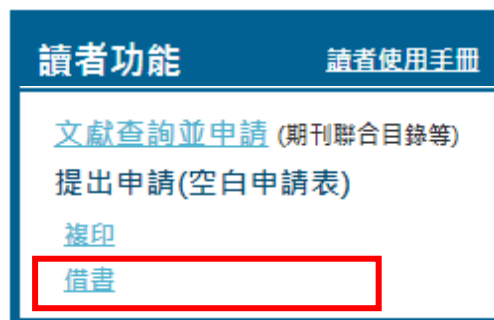 讀者功能 讀者使用手冊
文獻查詢並申請 (期刊聯合目錄等)
提出申請(空白申請表)
複印
借書